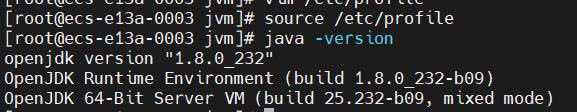 [root@ecs-e13a-0003 jvm]# vim /etc/profile
[root@ecs-e13a-0003 jvm]# source /etc/profile
[root@ecs-e13a-0003 jvm]# java -version
openjdk version "1.8.0_232"
OpenJDK Runtime Environment (build 1.8.0_232-b09)
OpenJDK 64-Bit Server VM (build 25.232-b09, mixed mode)